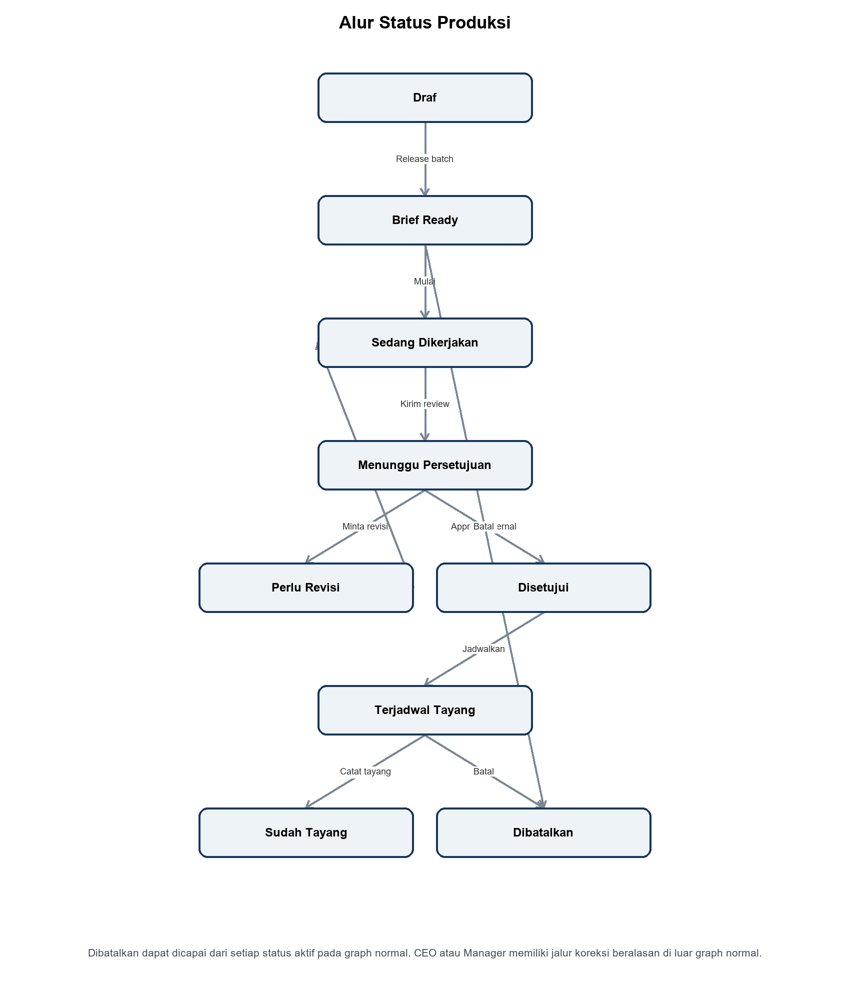 Alur Status Produksi
Draf
Release batch
Brief Ready
Mulai
Sedang Dikerjakan
Kirim review
Menunggu Persetujuan
Minta revisi
Batal
Perlu Revisi
Disetujui
Jadwalkan
Terjadwal Tayang
Catat tayang
Batal
Sudah Tayang
Dibatalkan
Dibatalkan dapat dicapai dari setiap status aktif pada graph normal. CEO atau Manager memiliki jalur koreksi beralasan di luar graph normal.